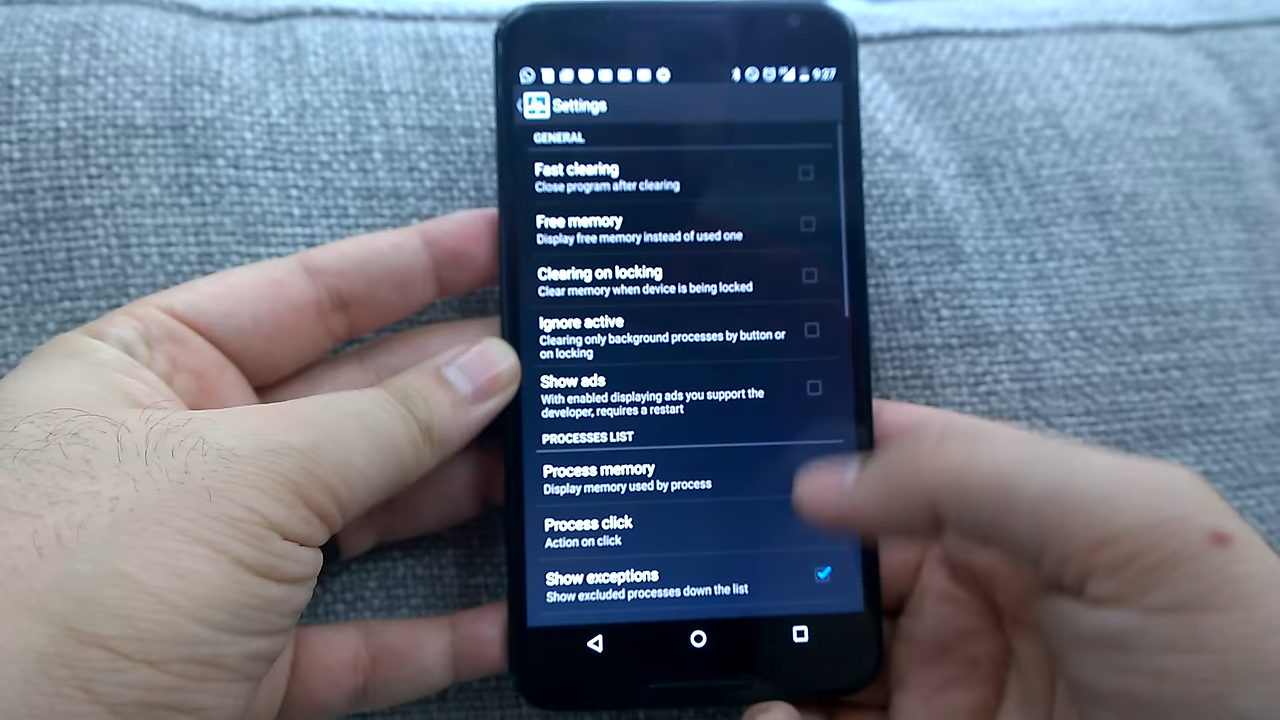 9:27
Settings
GENERAL
Fast clearing
Close program after clearing
Free memory
Display free memory instead of used one
Clearing on locking
Clear memory when device is being locked
Ignore active
Clearing only background processes by button or
on locking
Show ads
With enabled displaying ads you support the
developer, requires a restart
PROCESSES LIST
Process memory
Display memory used by process
Process click
Action on click
Show exceptions
Show excluded processes down the list